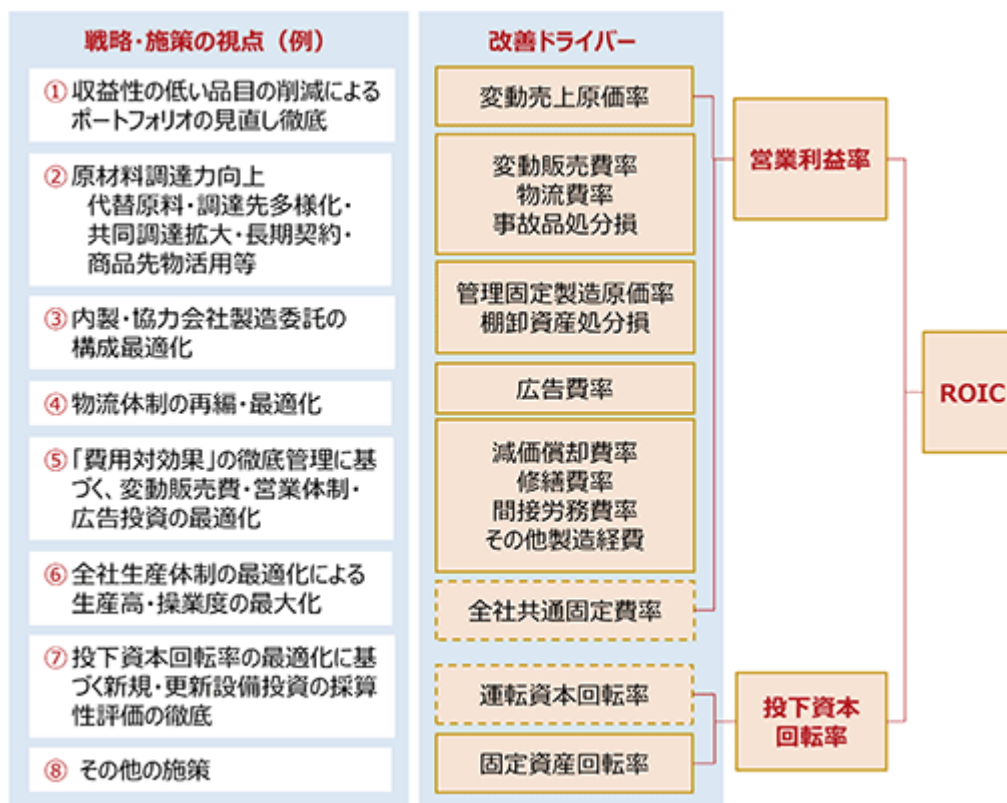 戦略・施策の視点（例）
① 収益性の低い品目の削減による
ポートフォリオの見直し徹底
② 原材料調達力向上
代替原料・調達先多様化・
共同調達拡大・長期契約・
商品先物活用等
③ 内製・協力会社製造委託の
構成最適化
④ 物流体制の再編・最適化
⑤ 「費用対効果」の徹底管理に基
づく、変動販売費・営業体制・
広告投資の最適化
⑥ 全社生産体制の最適化による
生産高・操業度の最大化
⑦ 投下資本回転率の最適化に基
づく新規・更新設備投資の採算
性評価の徹底
⑧ その他の施策
改善ドライバー
変動売上原価率
変動販売費率
物流費率
事故品処分損
管理固定製造原価率
棚卸資産処分損
広告費率
減価償却費率
修繕費率
間接労務費率
その他製造経費
全社共通固定費率
運転資本回転率
固定資産回転率
営業利益率
投下資本
回転率
ROIC